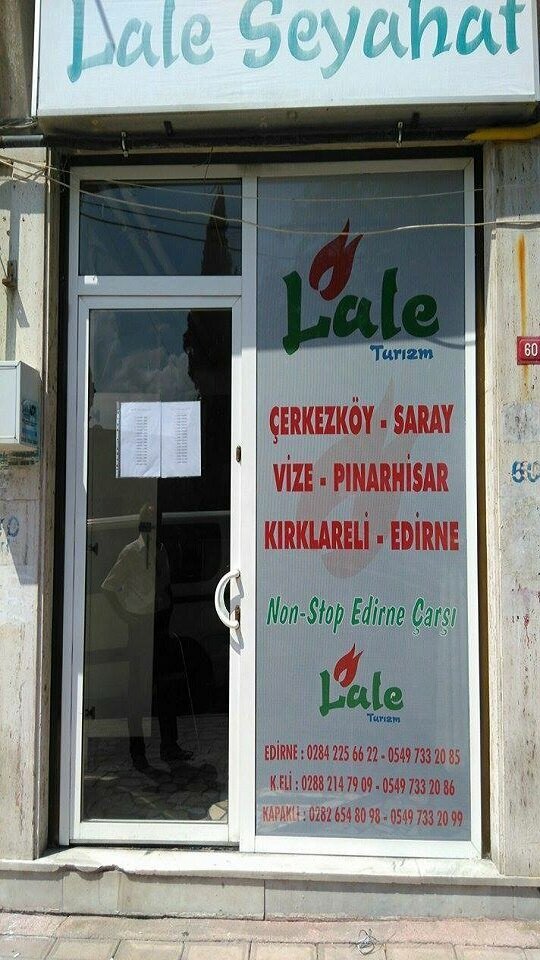 Lale Seyahat
Lale
Turizm
60
ÇERKEZKÖY - SARAY
VİZE - PINARHİSAR
KIRKLARELİ - EDİRNE
60
Non-Stop Edirne Çarşı
Lale
Turizm
EDİRNE : 0284 225 66 22 - 0549 733 20 85
K.ELİ : 0288 214 79 09 - 0549 733 20 86
KAPAKLI : 0282 654 80 98 - 0549 733 20 99